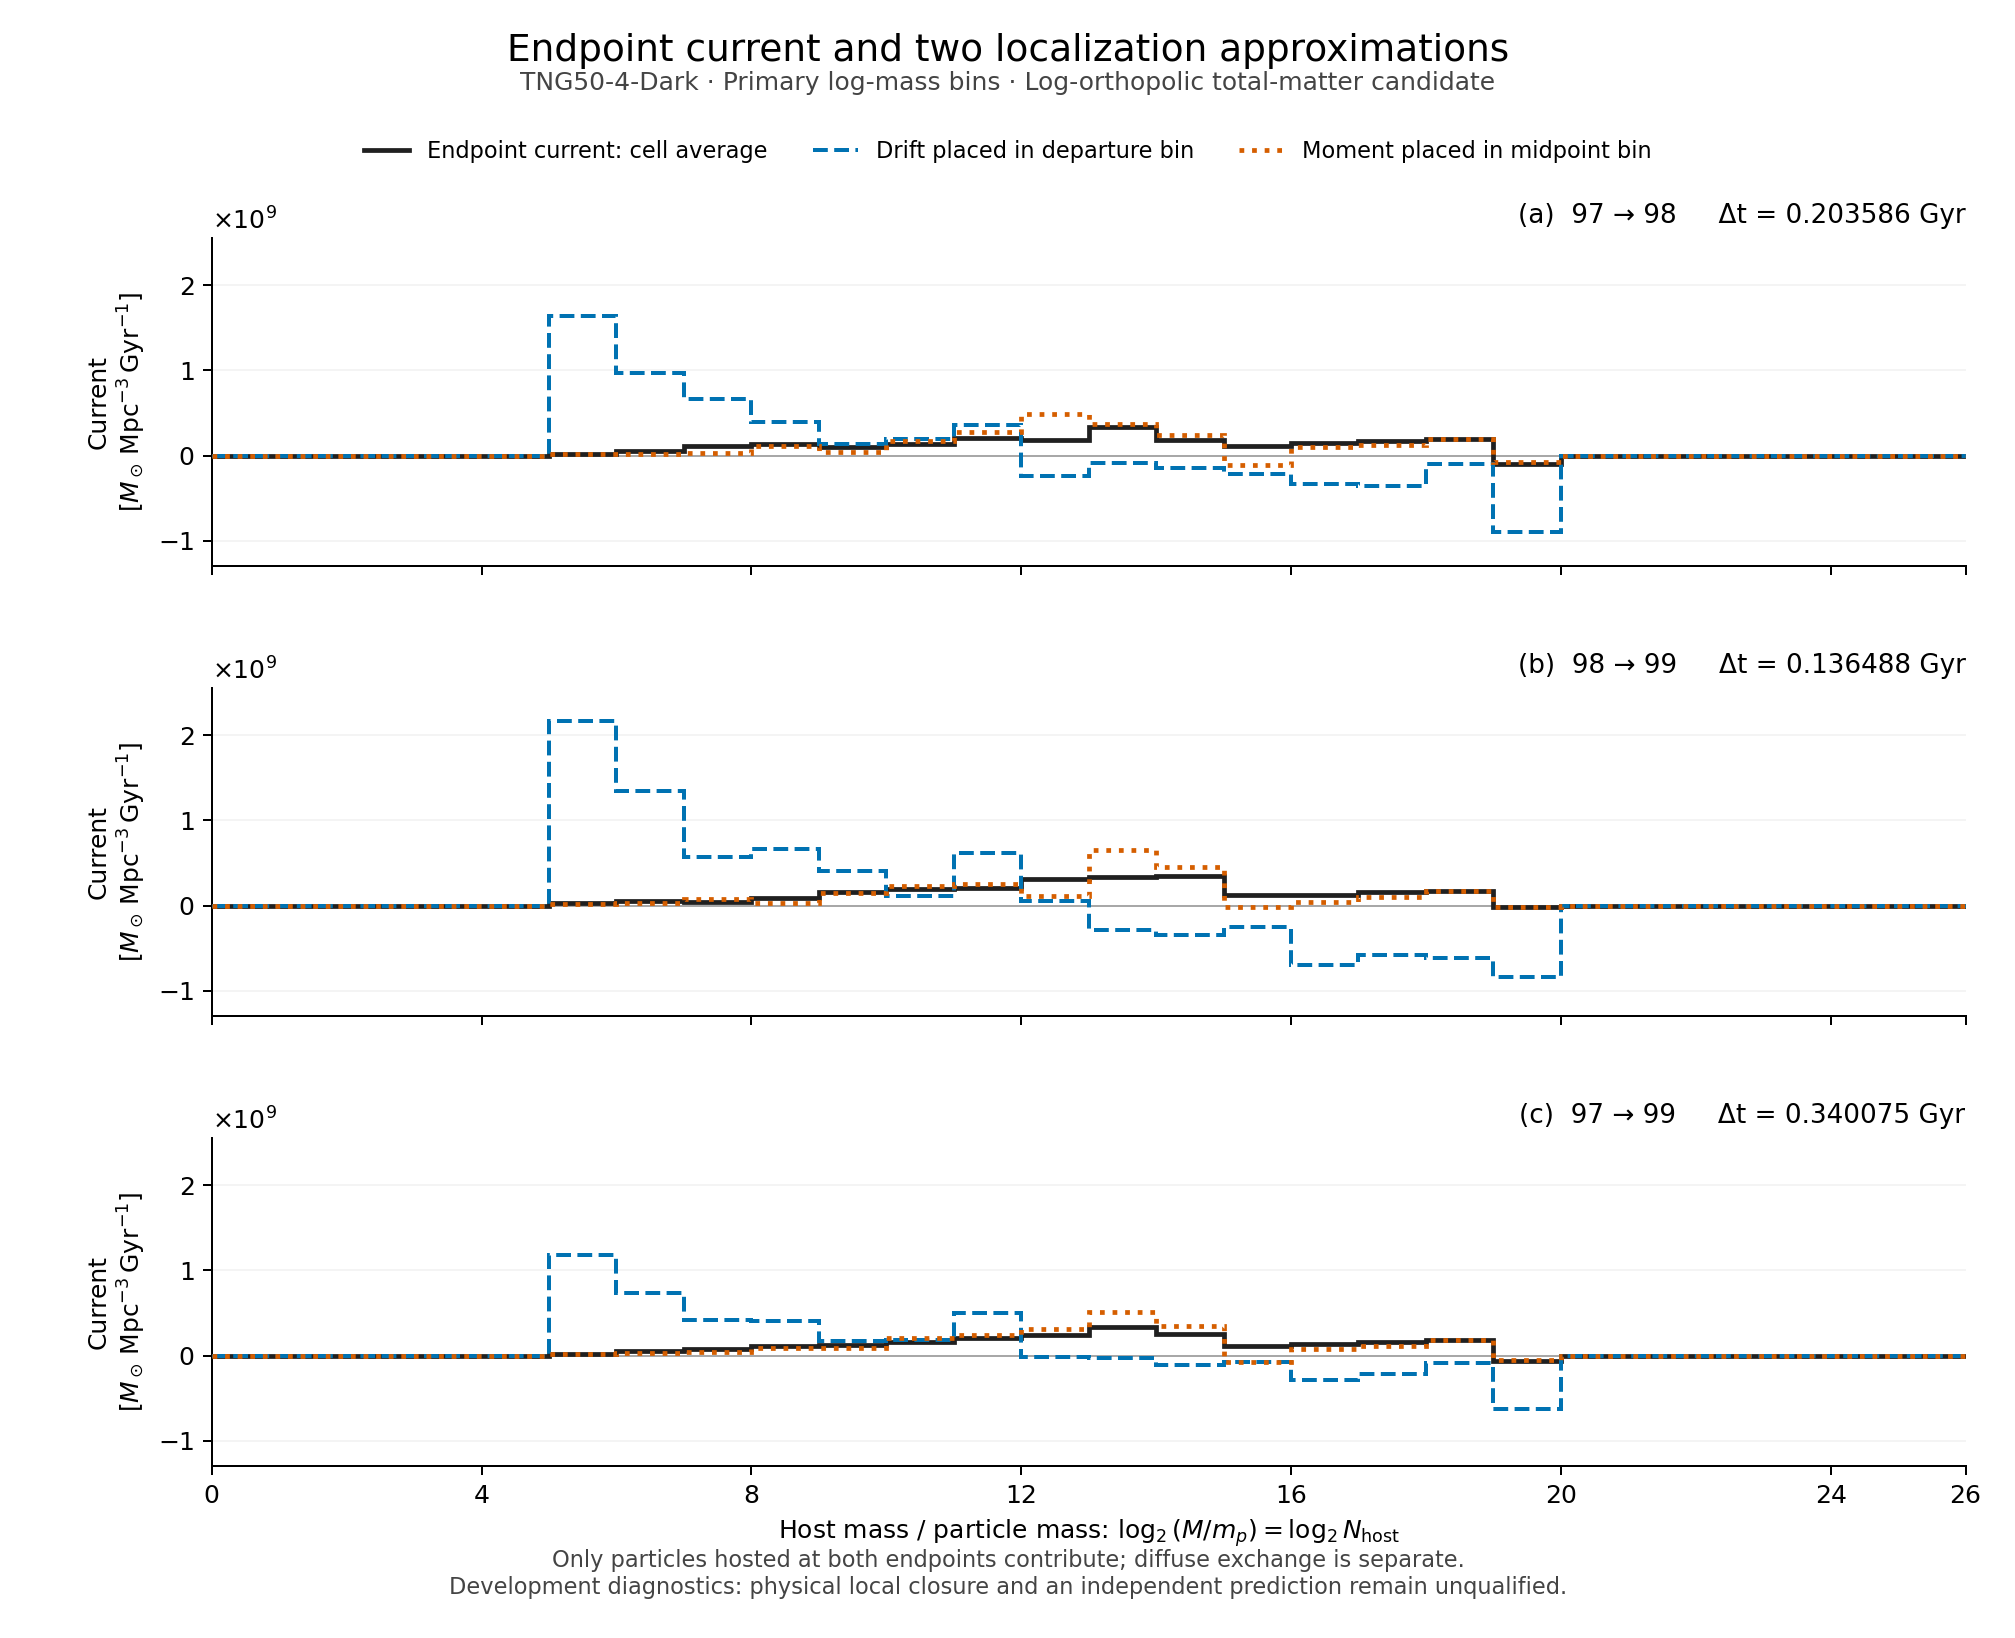 Endpoint current and two localization approximations
TNG50-4-Dark · Primary log-mass bins · Log-orthopolic total-matter candidate
Endpoint current: cell average
Drift placed in departure bin
Moment placed in midpoint bin
×10⁹
(a) 97 → 98 Δt = 0.203586 Gyr
Current
[M⊙ Mpc⁻³ Gyr⁻¹]
2
1
0
−1
×10⁹
(b) 98 → 99 Δt = 0.136488 Gyr
Current
[M⊙ Mpc⁻³ Gyr⁻¹]
2
1
0
−1
×10⁹
(c) 97 → 99 Δt = 0.340075 Gyr
Current
[M⊙ Mpc⁻³ Gyr⁻¹]
2
1
0
−1
0 4 8 12 16 20 24 26
Host mass / particle mass: log₂ (M/mₚ) = log₂ N_host
Only particles hosted at both endpoints contribute; diffuse exchange is separate.
Development diagnostics: physical local closure and an independent prediction remain unqualified.